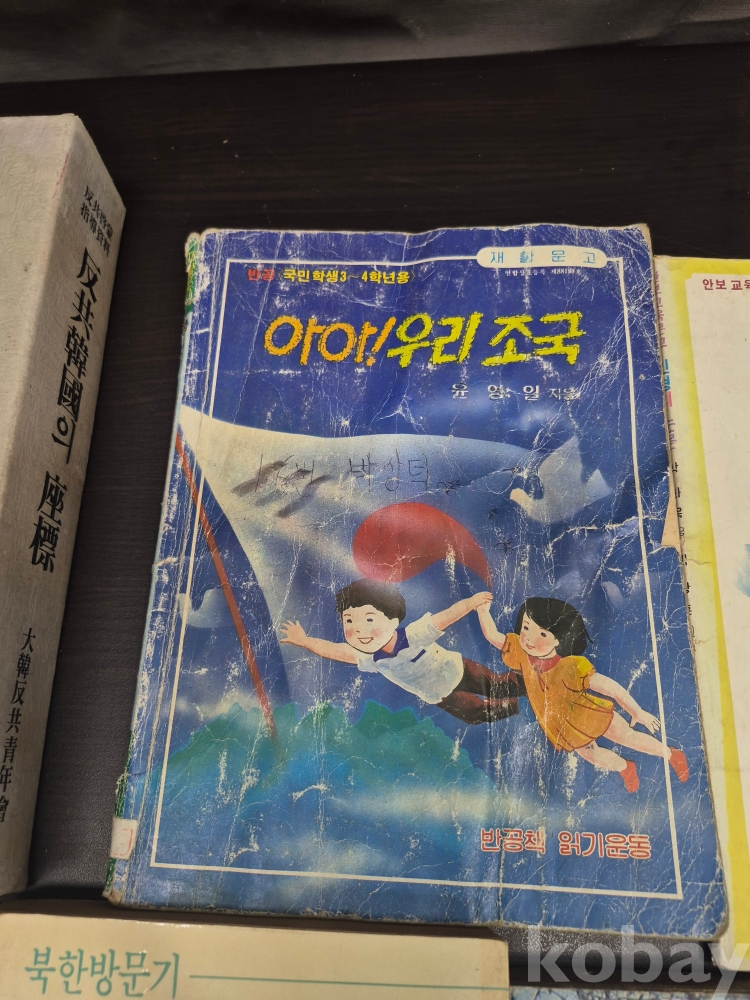 反共韓國의 座標
大韓反共青年會
재활문고
반공 국민학생3-4학년용
아야!우리조국
윤영일 지음
박상덕
반공책 읽기운동
안보교육
북한방문기
kobay